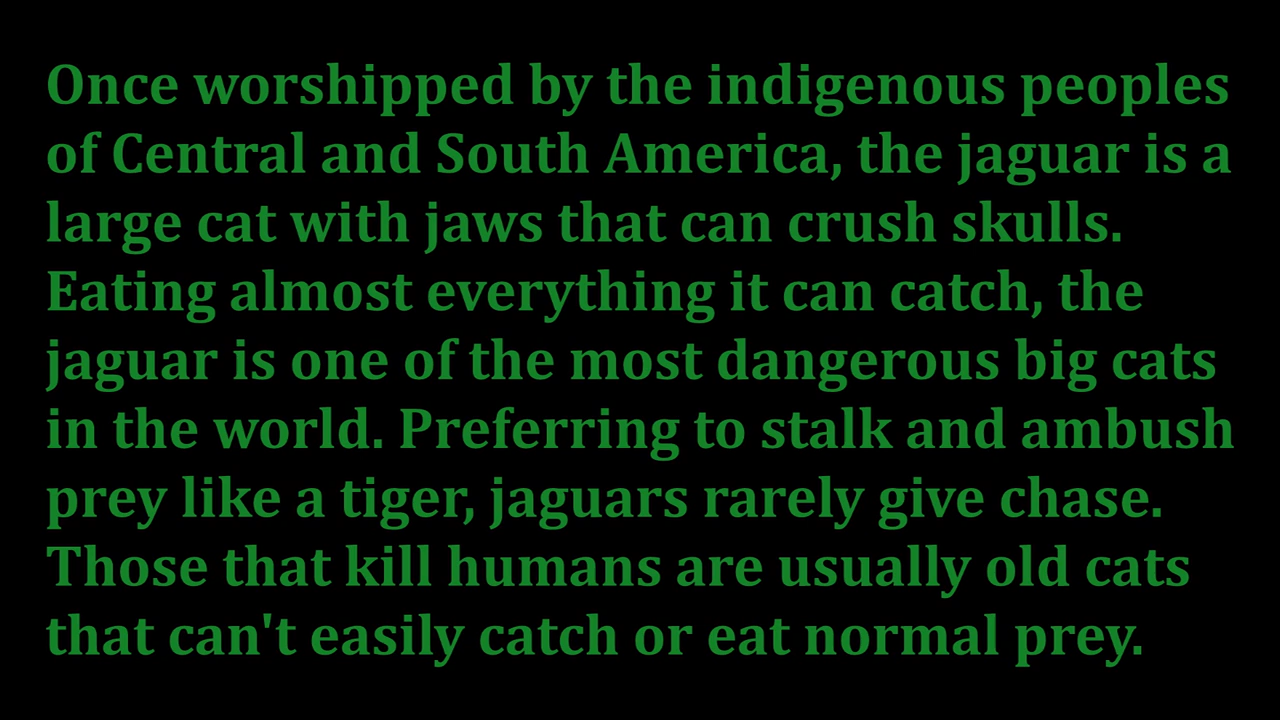 Once worshipped by the indigenous peoples
of Central and South America, the jaguar is a
large cat with jaws that can crush skulls.
Eating almost everything it can catch, the
jaguar is one of the most dangerous big cats
in the world. Preferring to stalk and ambush
prey like a tiger, jaguars rarely give chase.
Those that kill humans are usually old cats
that can't easily catch or eat normal prey.